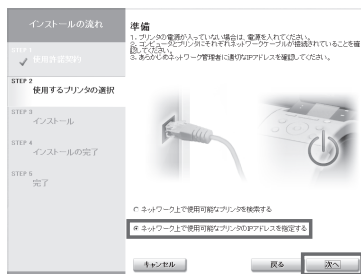 インストールの流れ
STEP 1
使用許諾契約
STEP 2
使用するプリンタの選択
STEP 3
インストール
STEP 4
インストールの完了
STEP 5
完了
準備
1. プリンタの電源が入っていない場合は、電源を入れてください。
2. コンピュータとプリンタにそれぞれネットワークケーブルが接続されていることを確認してください。
3. あらかじめネットワーク管理者に適切なIPアドレスを確認してください。
ネットワーク上で使用可能なプリンタを検索する
ネットワーク上で使用可能なプリンタのIPアドレスを指定する
キャンセル
戻る
次へ